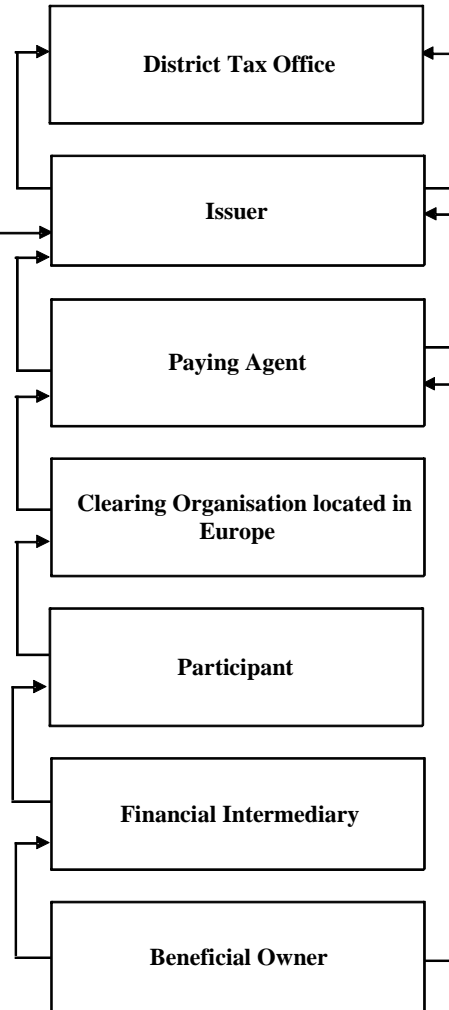 District Tax Office
Issuer
Paying Agent
Clearing Organisation located in
Europe
Participant
Financial Intermediary
Beneficial Owner